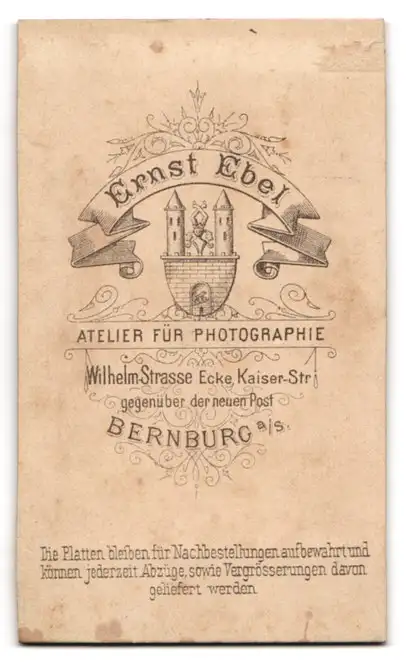 Ernst Ebel
ATELIER FÜR PHOTOGRAPHIE
Wilhelm-Strasse Ecke, Kaiser-Str.
gegenüber der neuen Post
BERNBURG a/S.
Die Platten bleiben für Nachbestellungen aufbewahrt und
können jederzeit Abzüge, sowie Vergrösserungen davon
geliefert werden